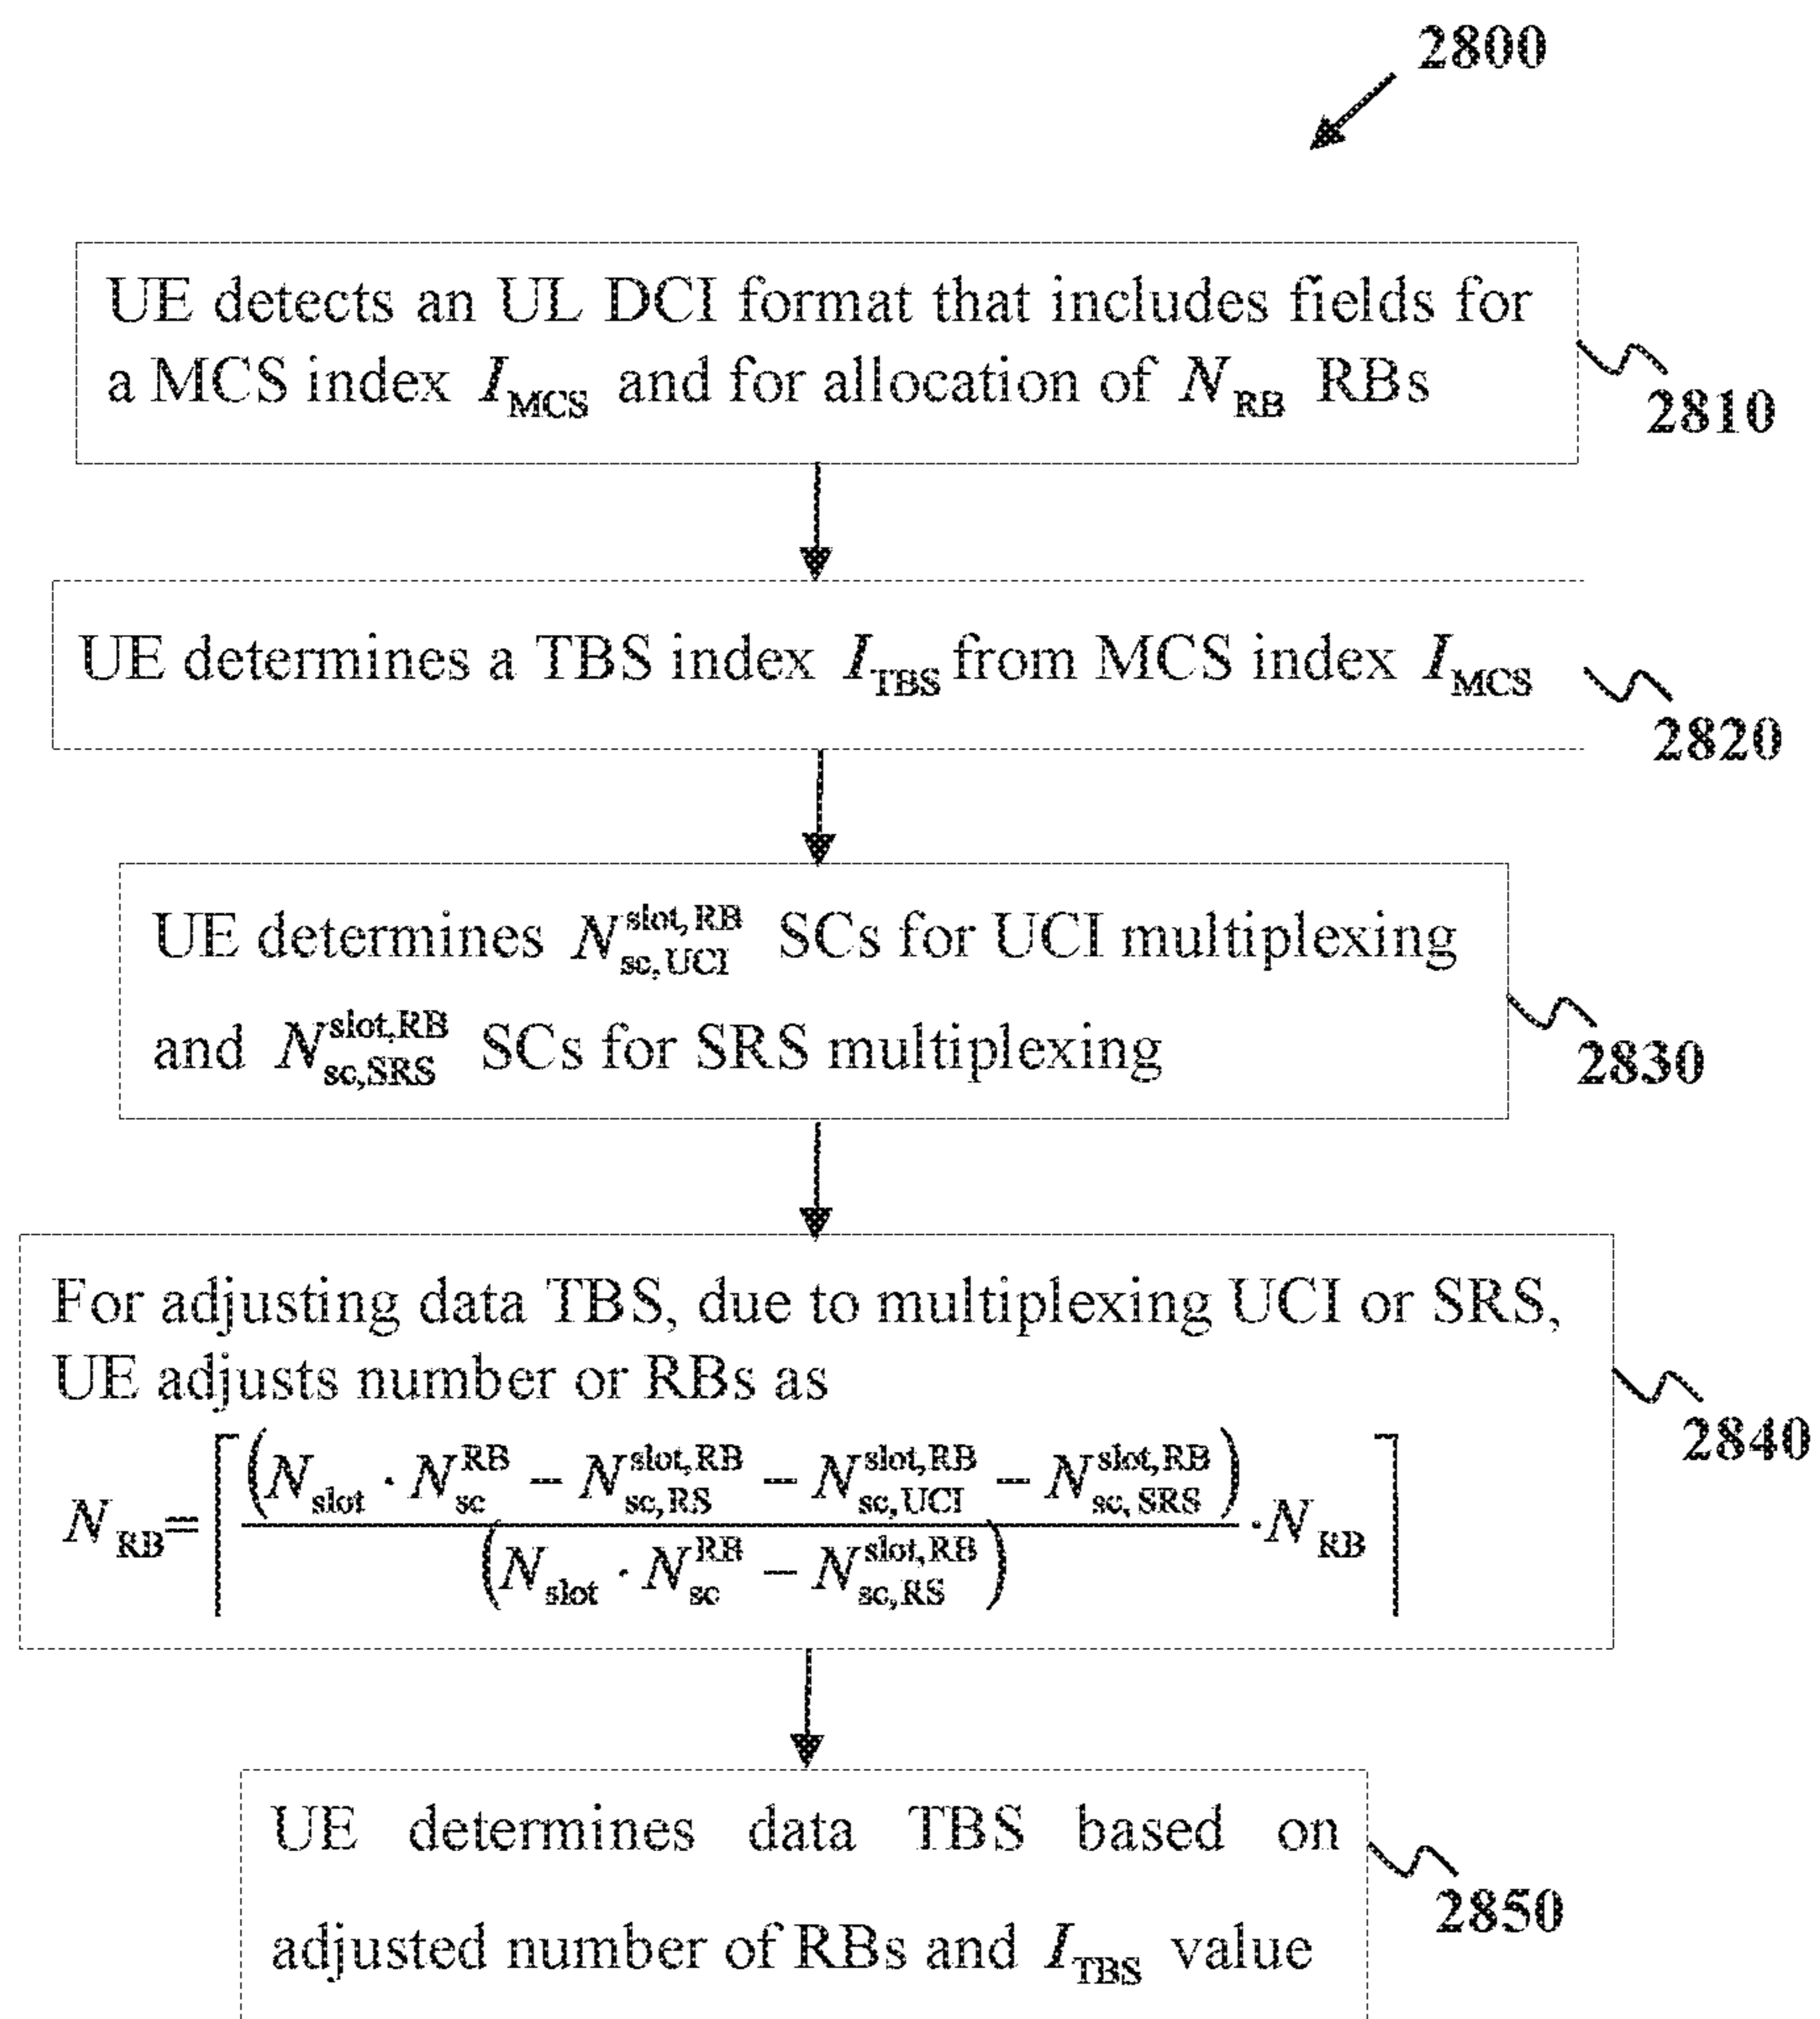 2800
UE detects an UL DCI format that includes fields for
a MCS index I_MCS and for allocation of N_RB RBs
2810
UE determines a TBS index I_TBS from MCS index I_MCS
2820
UE determines N_sc,UCI^slot,RB SCs for UCI multiplexing
and N_sc,SRS^slot,RB SCs for SRS multiplexing
2830
For adjusting data TBS, due to multiplexing UCI or SRS,
UE adjusts number or RBs as
2840
N_RB = ⌈ (N_slot · N_sc^RB − N_sc,RS^slot,RB − N_sc,UCI^slot,RB − N_sc,SRS^slot,RB) / (N_slot · N_sc^RB − N_sc,RS^slot,RB) · N_RB ⌉
UE determines data TBS based on
adjusted number of RBs and I_TBS value
2850